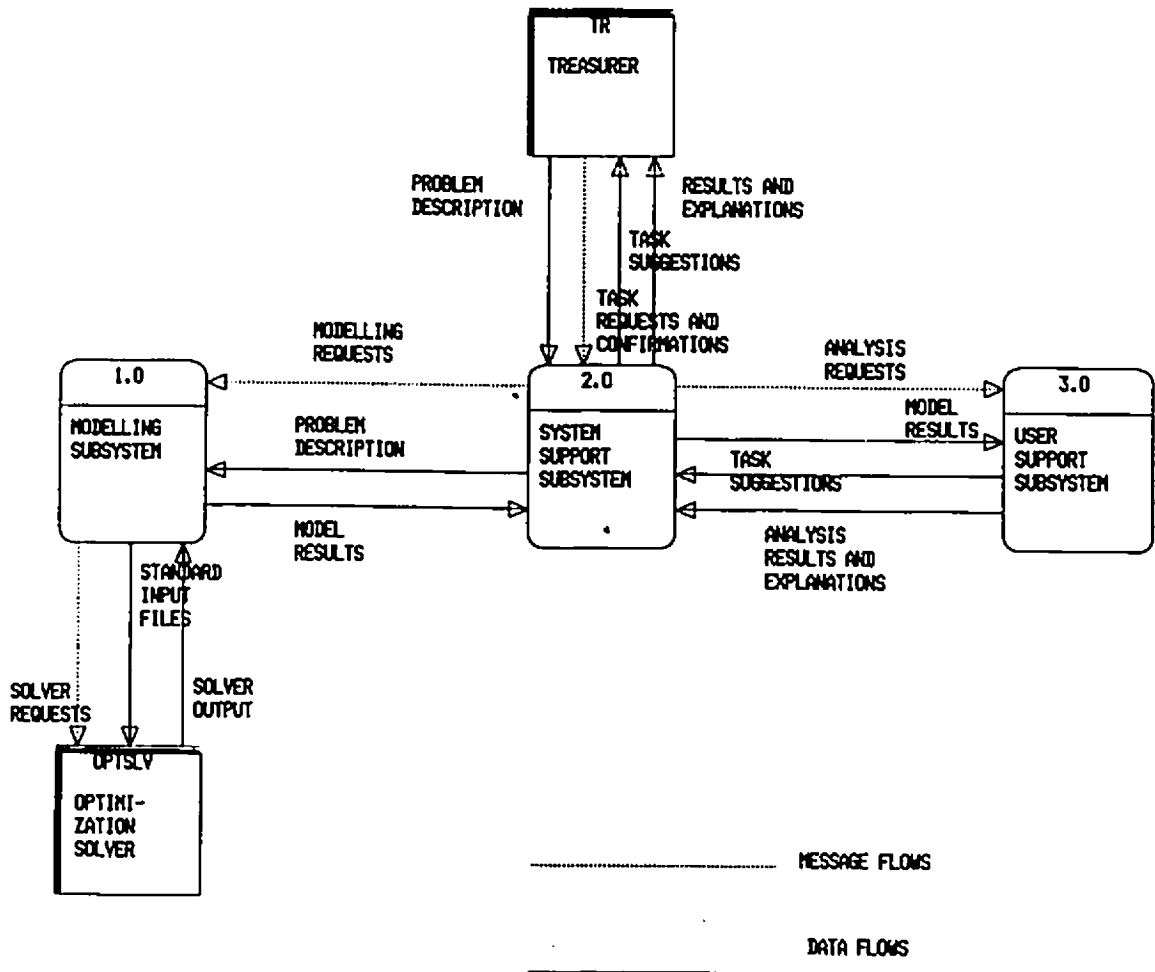 TR
TREASURER
PROBLEM
DESCRIPTION
RESULTS AND
EXPLANATIONS
TASK
SUGGESTIONS
TASK
REQUESTS AND
CONFIRMATIONS
MODELLING
REQUESTS
ANALYSIS
REQUESTS
1.0
MODELLING
SUBSYSTEM
PROBLEM
DESCRIPTION
MODEL
RESULTS
2.0
SYSTEM
SUPPORT
SUBSYSTEM
MODEL
RESULTS
TASK
SUGGESTIONS
ANALYSIS
RESULTS AND
EXPLANATIONS
3.0
USER
SUPPORT
SUBSYSTEM
STANDARD
INPUT
FILES
SOLVER
REQUESTS
SOLVER
OUTPUT
OPTSLV
OPTIMI-
ZATION
SOLVER
MESSAGE FLOWS
DATA FLOWS